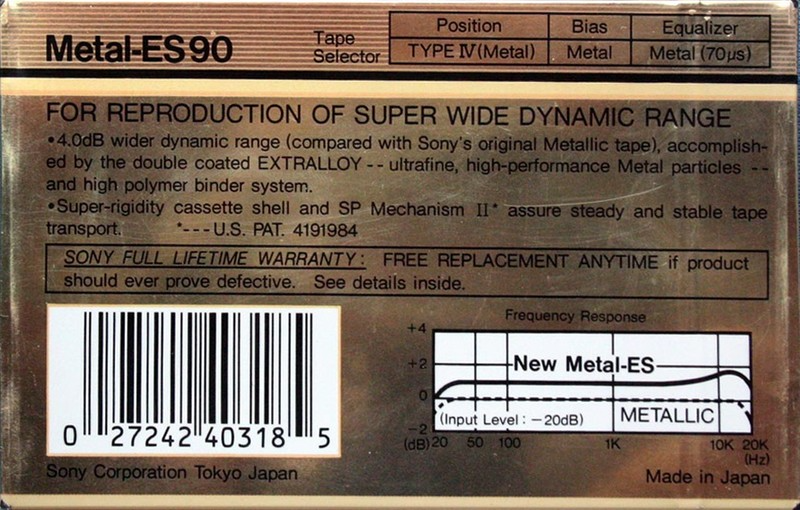 Metal-ES90
Tape Selector
Position Bias Equalizer
TYPE IV (Metal) Metal Metal (70μs)
FOR REPRODUCTION OF SUPER WIDE DYNAMIC RANGE
•4.0dB wider dynamic range (compared with Sony's original Metallic tape), accomplish-
ed by the double coated EXTRALLOY -- ultrafine, high-performance Metal particles --
and high polymer binder system.
•Super-rigidity cassette shell and SP Mechanism II* assure steady and stable tape
transport. *---U.S. PAT. 4191984
SONY FULL LIFETIME WARRANTY: FREE REPLACEMENT ANYTIME if product
should ever prove defective. See details inside.
0 27242 40318 5
Sony Corporation Tokyo Japan
Frequency Response
+4
+2
New Metal-ES
0
(Input Level: -20dB) METALLIC
-2
(dB) 20 50 100 1K 10K 20K
(Hz)
Made in Japan